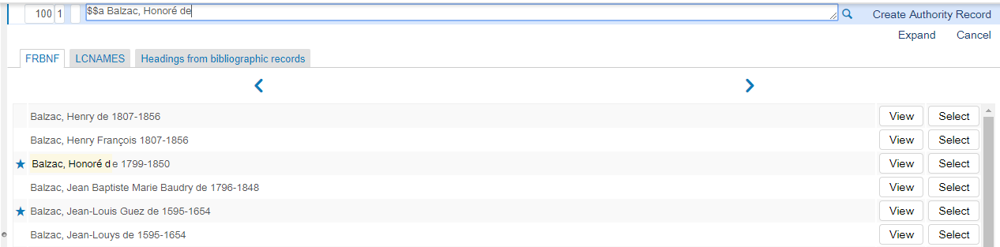 100 1 $$a Balzac, Honoré de Create Authority Record
Expand Cancel
FRBNF LCNAMES Headings from bibliographic records
Balzac, Henry de 1807-1856 View Select
Balzac, Henry François 1807-1856 View Select
Balzac, Honoré de 1799-1850 View Select
Balzac, Jean Baptiste Marie Baudry de 1796-1848 View Select
Balzac, Jean-Louis Guez de 1595-1654 View Select
Balzac, Jean-Louys de 1595-1654 View Select